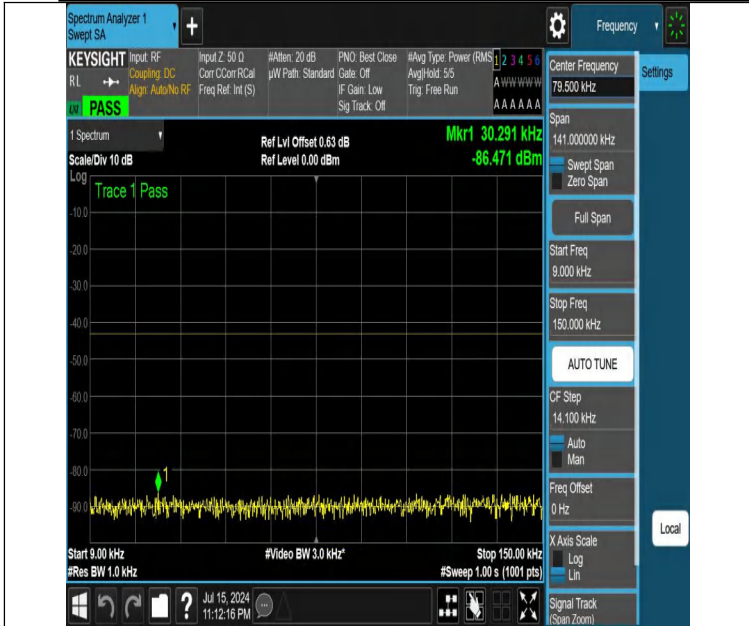 Spectrum Analyzer 1
Swept SA
+
Frequency
KEYSIGHT
RL
LXI
PASS
Input: RF
Coupling: DC
Align: Auto/No RF
Input Z: 50 Ω
Corr CCorr RCal
Freq Ref: Int (S)
#Atten: 20 dB
µW Path: Standard
PNO: Best Close
Gate: Off
IF Gain: Low
Sig Track: Off
#Avg Type: Power (RMS
Avg|Hold: 5/5
Trig: Free Run
1 2 3 4 5 6
A W W W W W
A A A A A A
1 Spectrum
Scale/Div 10 dB
Ref Lvl Offset 0.63 dB
Ref Level 0.00 dBm
Mkr1 30.291 kHz
-86.471 dBm
Log
Trace 1 Pass
-10.0
-20.0
-30.0
-40.0
-50.0
-60.0
-70.0
-80.0
-90.0
1
Start 9.00 kHz
#Res BW 1.0 kHz
#Video BW 3.0 kHz*
Stop 150.00 kHz
#Sweep 1.00 s (1001 pts)
?
Jul 15, 2024
11:12:16 PM
Center Frequency
79.500 kHz
Settings
Span
141.000000 kHz
Swept Span
Zero Span
Full Span
Start Freq
9.000 kHz
Stop Freq
150.000 kHz
AUTO TUNE
CF Step
14.100 kHz
Auto
Man
Freq Offset
0 Hz
X Axis Scale
Log
Lin
Local
Signal Track
(Span Zoom)